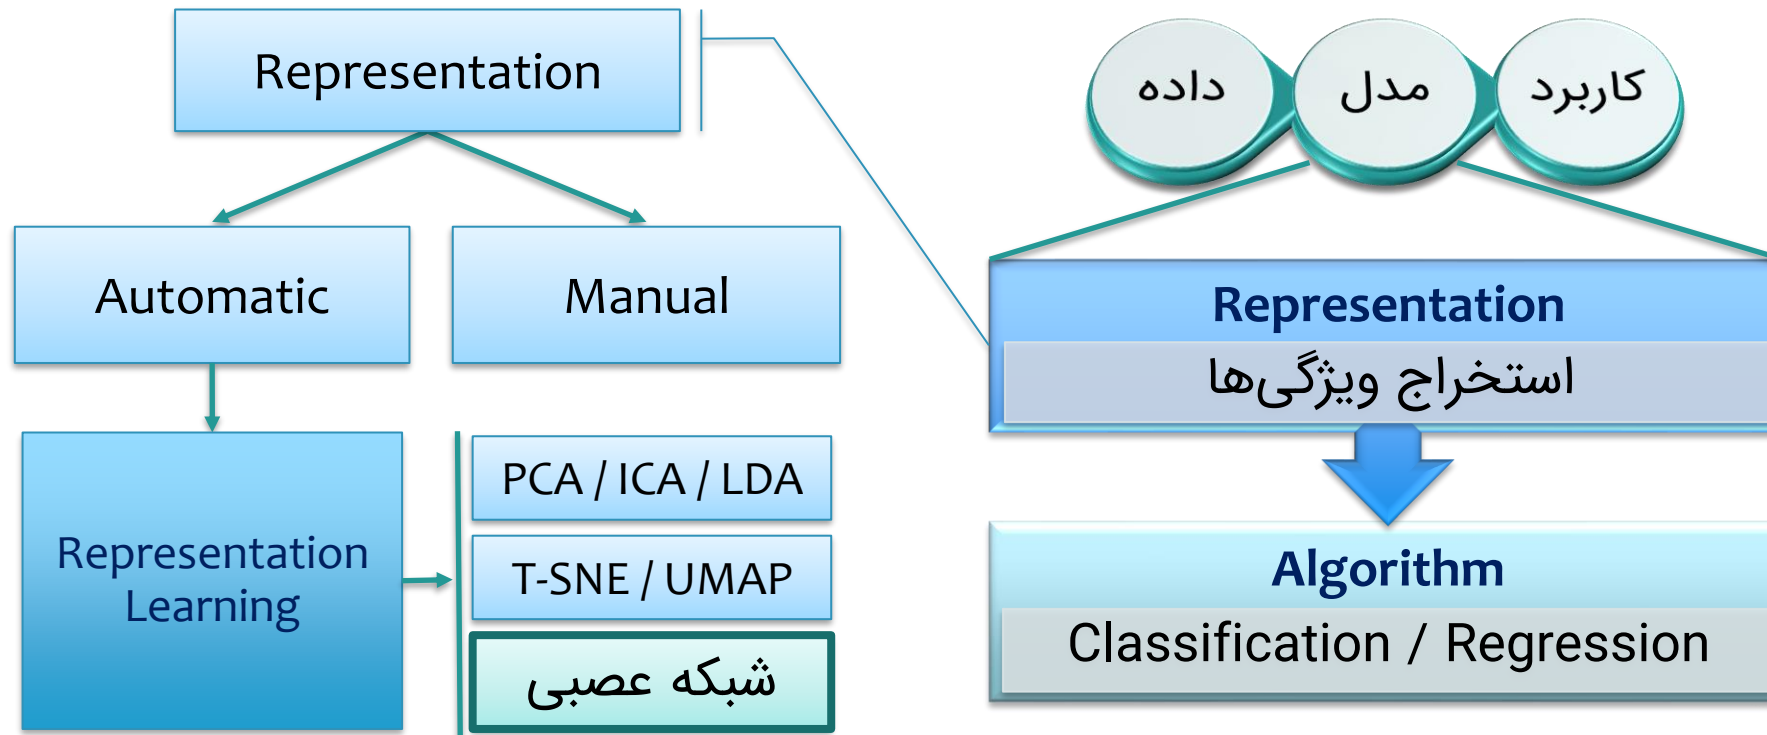 Representation
Automatic
Manual
Representation
Learning
PCA / ICA / LDA
T-SNE / UMAP
شبکه عصبی
داده
مدل
کاربرد
Representation
استخراج ویژگی‌ها
Algorithm
Classification / Regression